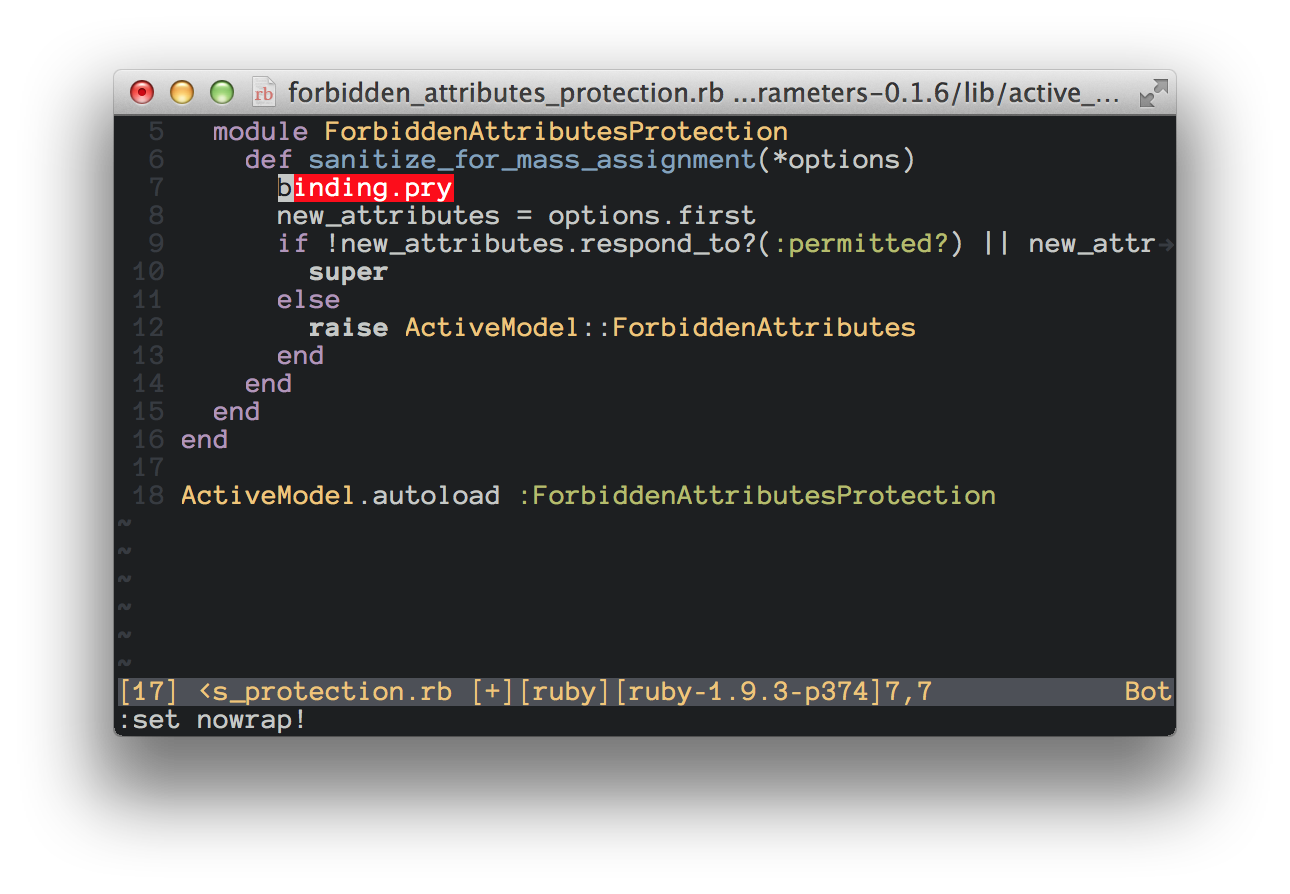 rb forbidden_attributes_protection.rb ...rameters-0.1.6/lib/active_...
5 module ForbiddenAttributesProtection
6 def sanitize_for_mass_assignment(*options)
7 binding.pry
8 new_attributes = options.first
9 if !new_attributes.respond_to?(:permitted?) || new_attr→
10 super
11 else
12 raise ActiveModel::ForbiddenAttributes
13 end
14 end
15 end
16 end
17
18 ActiveModel.autoload :ForbiddenAttributesProtection
~
~
~
~
~
~
[17] <s_protection.rb [+][ruby][ruby-1.9.3-p374]7,7 Bot
:set nowrap!